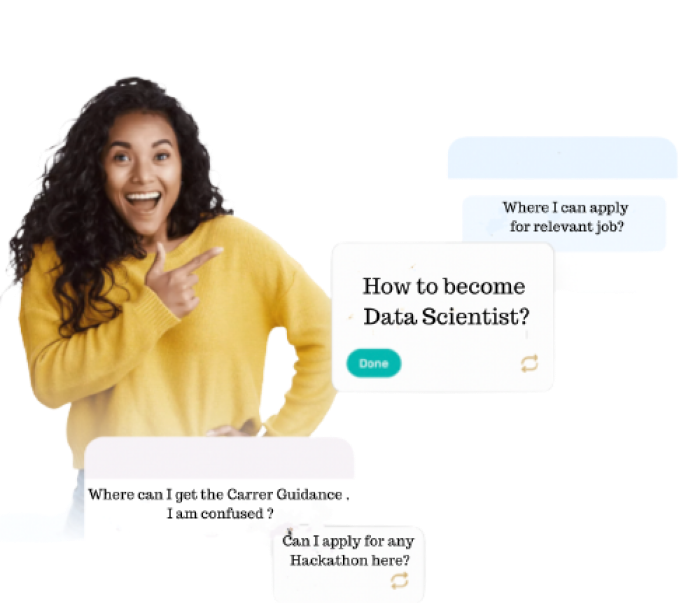 Where I can apply
for relevant job?
How to become
Data Scientist?
Done
Where can I get the Carrer Guidance ,
I am confused ?
Can I apply for any
Hackathon here?